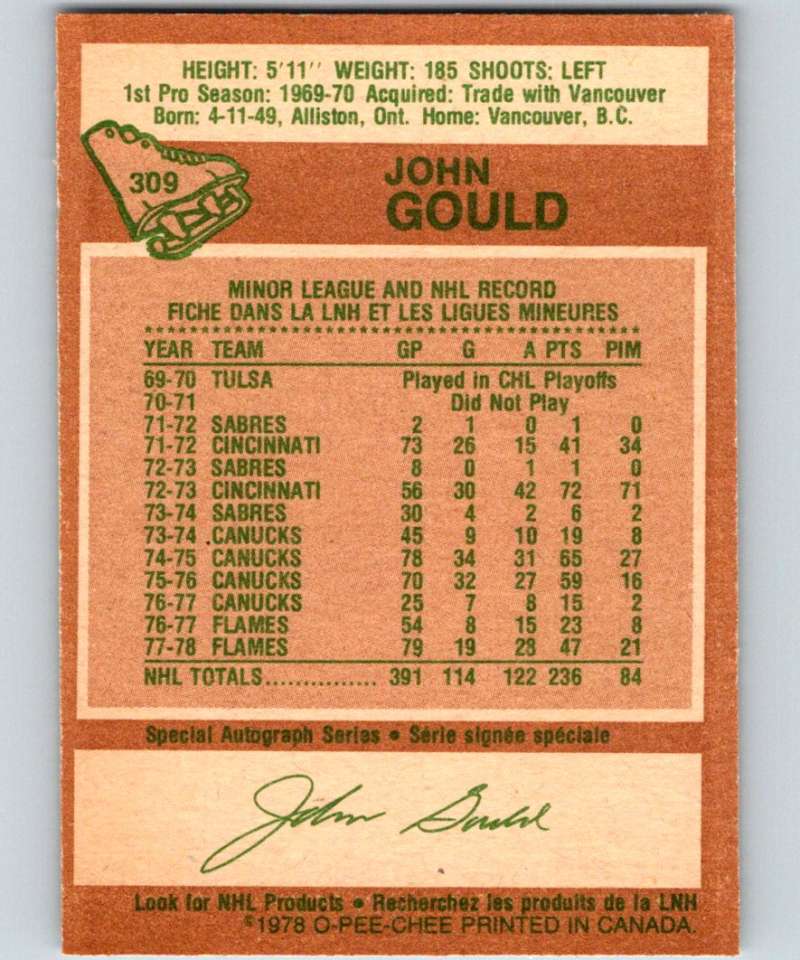 HEIGHT: 5'11'' WEIGHT: 185 SHOOTS: LEFT
1st Pro Season: 1969-70 Acquired: Trade with Vancouver
Born: 4-11-49, Alliston, Ont. Home: Vancouver, B.C.
309
JOHN
GOULD
MINOR LEAGUE AND NHL RECORD
FICHE DANS LA LNH ET LES LIGUES MINEURES
YEAR TEAM GP G A PTS PIM
69-70 TULSA Played in CHL Playoffs
70-71 Did Not Play
71-72 SABRES 2 1 0 1 0
71-72 CINCINNATI 73 26 15 41 34
72-73 SABRES 8 0 1 1 0
72-73 CINCINNATI 56 30 42 72 71
73-74 SABRES 30 4 2 6 2
73-74 CANUCKS 45 9 10 19 8
74-75 CANUCKS 78 34 31 65 27
75-76 CANUCKS 70 32 27 59 16
76-77 CANUCKS 25 7 8 15 2
76-77 FLAMES 54 8 15 23 8
77-78 FLAMES 79 19 28 47 21
NHL TOTALS............... 391 114 122 236 84
Special Autograph Series • Série signée spéciale
John Gould
Look for NHL Products • Recherchez les produits de la LNH
©1978 O-PEE-CHEE PRINTED IN CANADA.